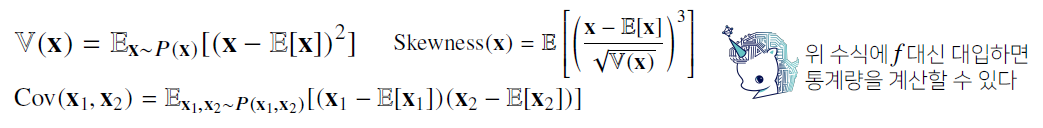 𝕍(𝐱) = 𝔼_{𝐱∼P(𝐱)}[(𝐱 − 𝔼[𝐱])²]    Skewness(𝐱) = 𝔼[((𝐱 − 𝔼[𝐱])/√𝕍(𝐱))³]
위 수식에 f 대신 대입하면
통계량을 계산할 수 있다
Cov(𝐱₁, 𝐱₂) = 𝔼_{𝐱₁,𝐱₂∼P(𝐱₁,𝐱₂)}[(𝐱₁ − 𝔼[𝐱₁])(𝐱₂ − 𝔼[𝐱₂])]